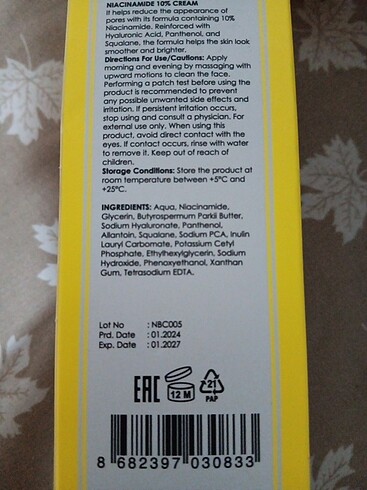 NIACINAMIDE 10% CREAM
It helps reduce the appearance of
pores with its formula containing 10%
Niacinamide. Reinforced with
Hyaluronic Acid, Panthenol, and
Squalane, the formula helps the skin look
smoother and brighter.
Directions For Use/Cautions: Apply
morning and evening by massaging with
upward motions to clean the face.
Performing a patch test before using the
product is recommended to prevent
any possible unwanted side effects and
irritation. If persistent irritation occurs,
stop using and consult a physician. For
external use only. When using this
product, avoid direct contact with the
eyes. If contact occurs, rinse with water
to remove it. Keep out of reach of
children.
Storage Conditions: Store the product at
room temperature between +5°C and
+25°C.
INGREDIENTS: Aqua, Niacinamide,
Glycerin, Butyrospermum Parkii Butter,
Sodium Hyaluronate, Panthenol,
Allantoin, Squalane, Sodium PCA, Inulin
Lauryl Carbomate, Potassium Cetyl
Phosphate, Ethylhexylglycerin, Sodium
Hydroxide, Phenoxyethanol, Xanthan
Gum, Tetrasodium EDTA.
Lot No : NBC005
Prd. Date : 01.2024
Exp. Date : 01.2027
EAC 12 M 21 PAP
8 682397 030833